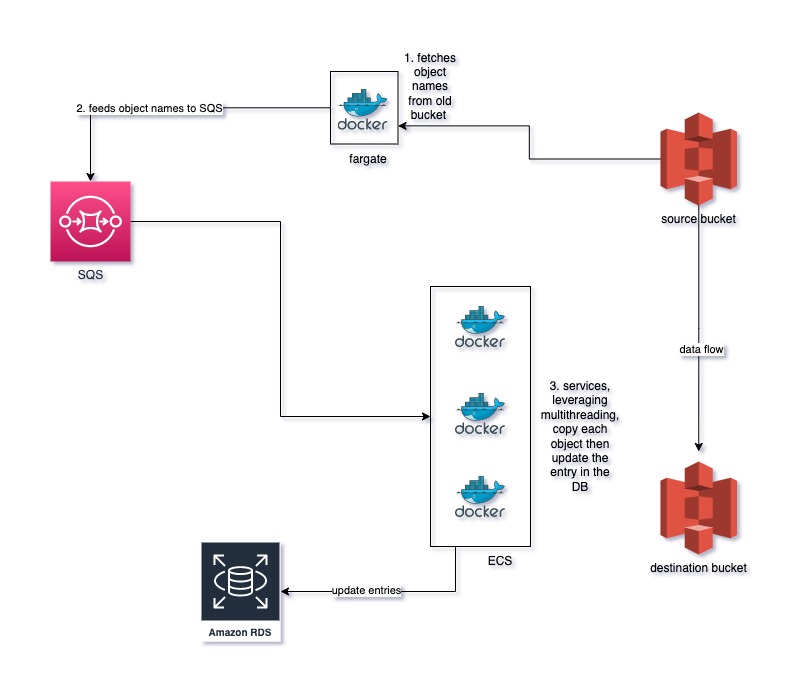 1. fetches
object
names
from old
bucket
2. feeds object names to SQS
docker
fargate
source bucket
SQS
docker
data flow
docker
3. services,
leveraging
multithreading,
copy each
object then
update the
entry in the
DB
docker
ECS
destination bucket
update entries
Amazon RDS